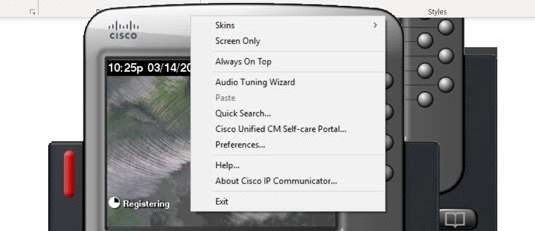 Styles
CISCO
10:25p 03/14/20
Skins
Screen Only
Always On Top
Audio Tuning Wizard
Paste
Quick Search...
Cisco Unified CM Self-care Portal...
Preferences...
Help...
About Cisco IP Communicator...
Exit
Registering